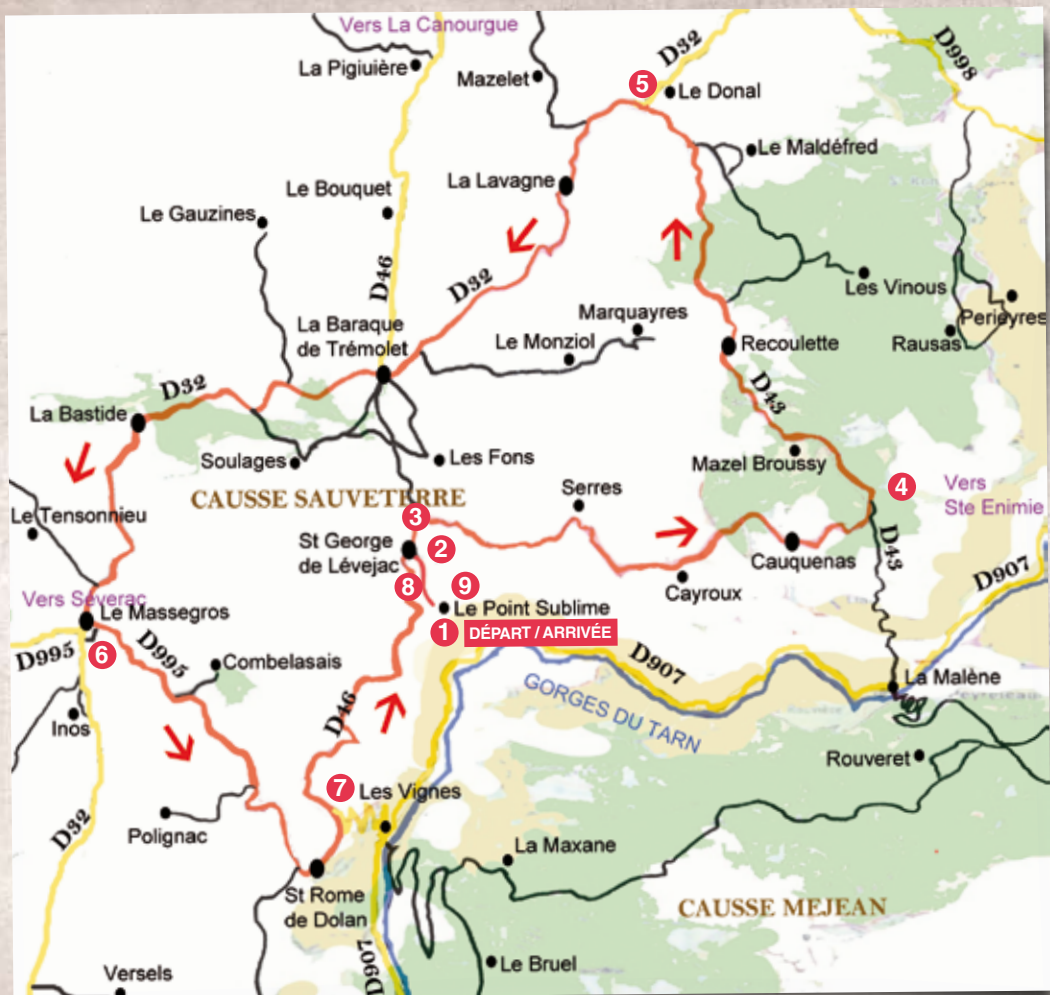 Vers La Canourgue
D32
D998
La Pigiuière
Mazelet
5
Le Donal
Le Maldéfred
La Lavagne
Le Bouquet
Le Gauzines
D46
D32
Les Vinous
Perieyres
Marquayres
La Baraque
de Trémolet
Le Monziol
Recoulette
Rausas
D32
D43
La Bastide
Soulages
Les Fons
Mazel Broussy
4
Vers
Ste Enimie
CAUSSE SAUVETERRE
Serres
Le Tensonnieu
3
St George
de Lévejac
2
D43
Cauquenas
D907
8
9
Cayroux
Vers Séverac
Le Massegros
Le Point Sublime
1
DÉPART / ARRIVÉE
D995
6
D995
Combelasais
D907
La Malène
GORGES DU TARN
D46
Inos
Rouveret
7
Les Vignes
D32
Polignac
La Maxane
St Rome
de Dolan
CAUSSE MEJEAN
D907
Le Bruel
Versels